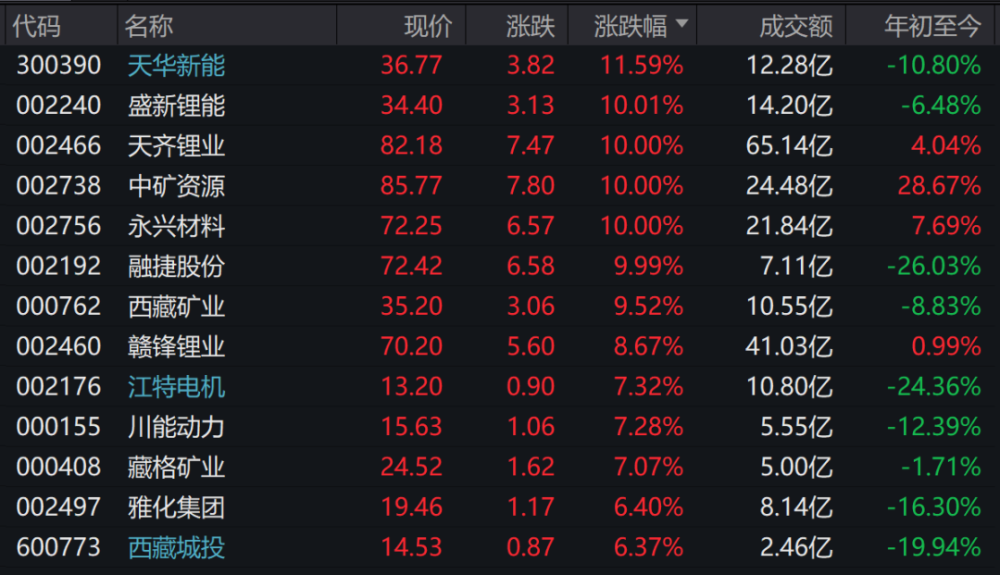 代码 名称 现价 涨跌 涨跌幅 成交额 年初至今
300390 天华新能 36.77 3.82 11.59% 12.28亿 -10.80%
002240 盛新锂能 34.40 3.13 10.01% 14.20亿 -6.48%
002466 天齐锂业 82.18 7.47 10.00% 65.14亿 4.04%
002738 中矿资源 85.77 7.80 10.00% 24.48亿 28.67%
002756 永兴材料 72.25 6.57 10.00% 21.84亿 7.69%
002192 融捷股份 72.42 6.58 9.99% 7.11亿 -26.03%
000762 西藏矿业 35.20 3.06 9.52% 10.55亿 -8.83%
002460 赣锋锂业 70.20 5.60 8.67% 41.03亿 0.99%
002176 江特电机 13.20 0.90 7.32% 10.80亿 -24.36%
000155 川能动力 15.63 1.06 7.28% 5.55亿 -12.39%
000408 藏格矿业 24.52 1.62 7.07% 5.00亿 -1.71%
002497 雅化集团 19.46 1.17 6.40% 8.14亿 -16.30%
600773 西藏城投 14.53 0.87 6.37% 2.46亿 -19.94%